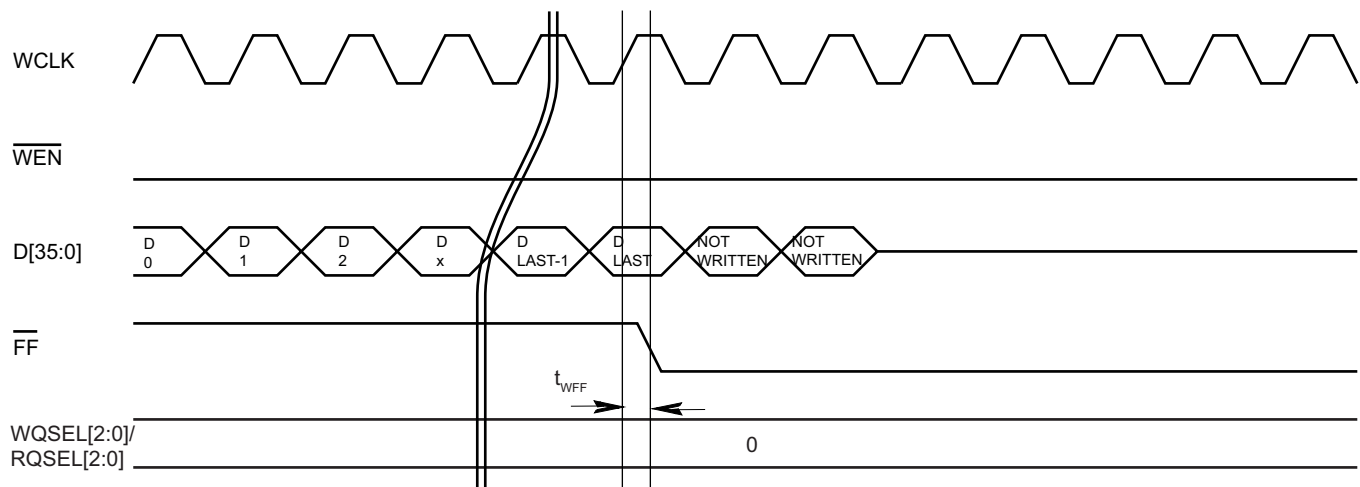 WCLK
WEN
D[35:0]
D
0
D
1
D
2
D
x
D
LAST-1
D
LAST
NOT
WRITTEN
NOT
WRITTEN
FF
tWFF
WQSEL[2:0]/
RQSEL[2:0]
0